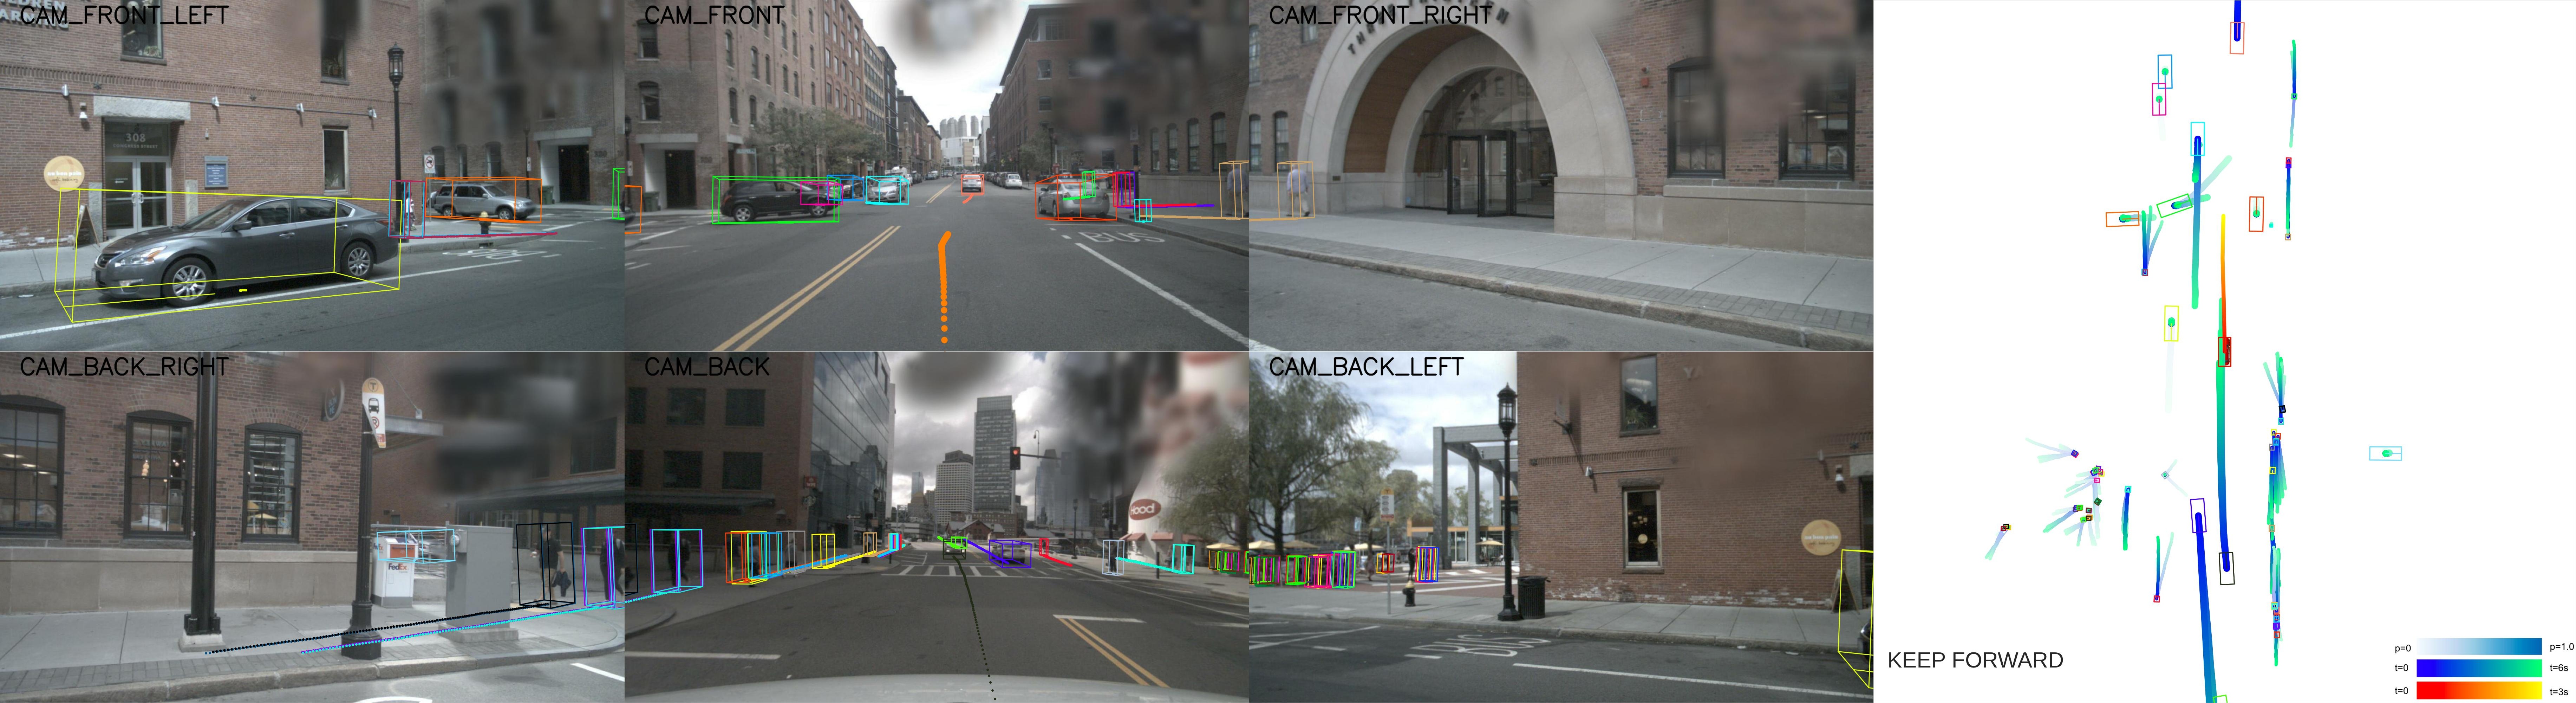 CAM_FRONT_LEFT
308
CAM_FRONT
BUS
CAM_FRONT_RIGHT
CAM_BACK_RIGHT
T
FedEx
CAM_BACK
Hood
CAM_BACK_LEFT
BUS
KEEP FORWARD
p=0
p=1.0
t=0
t=6s
t=0
t=3s